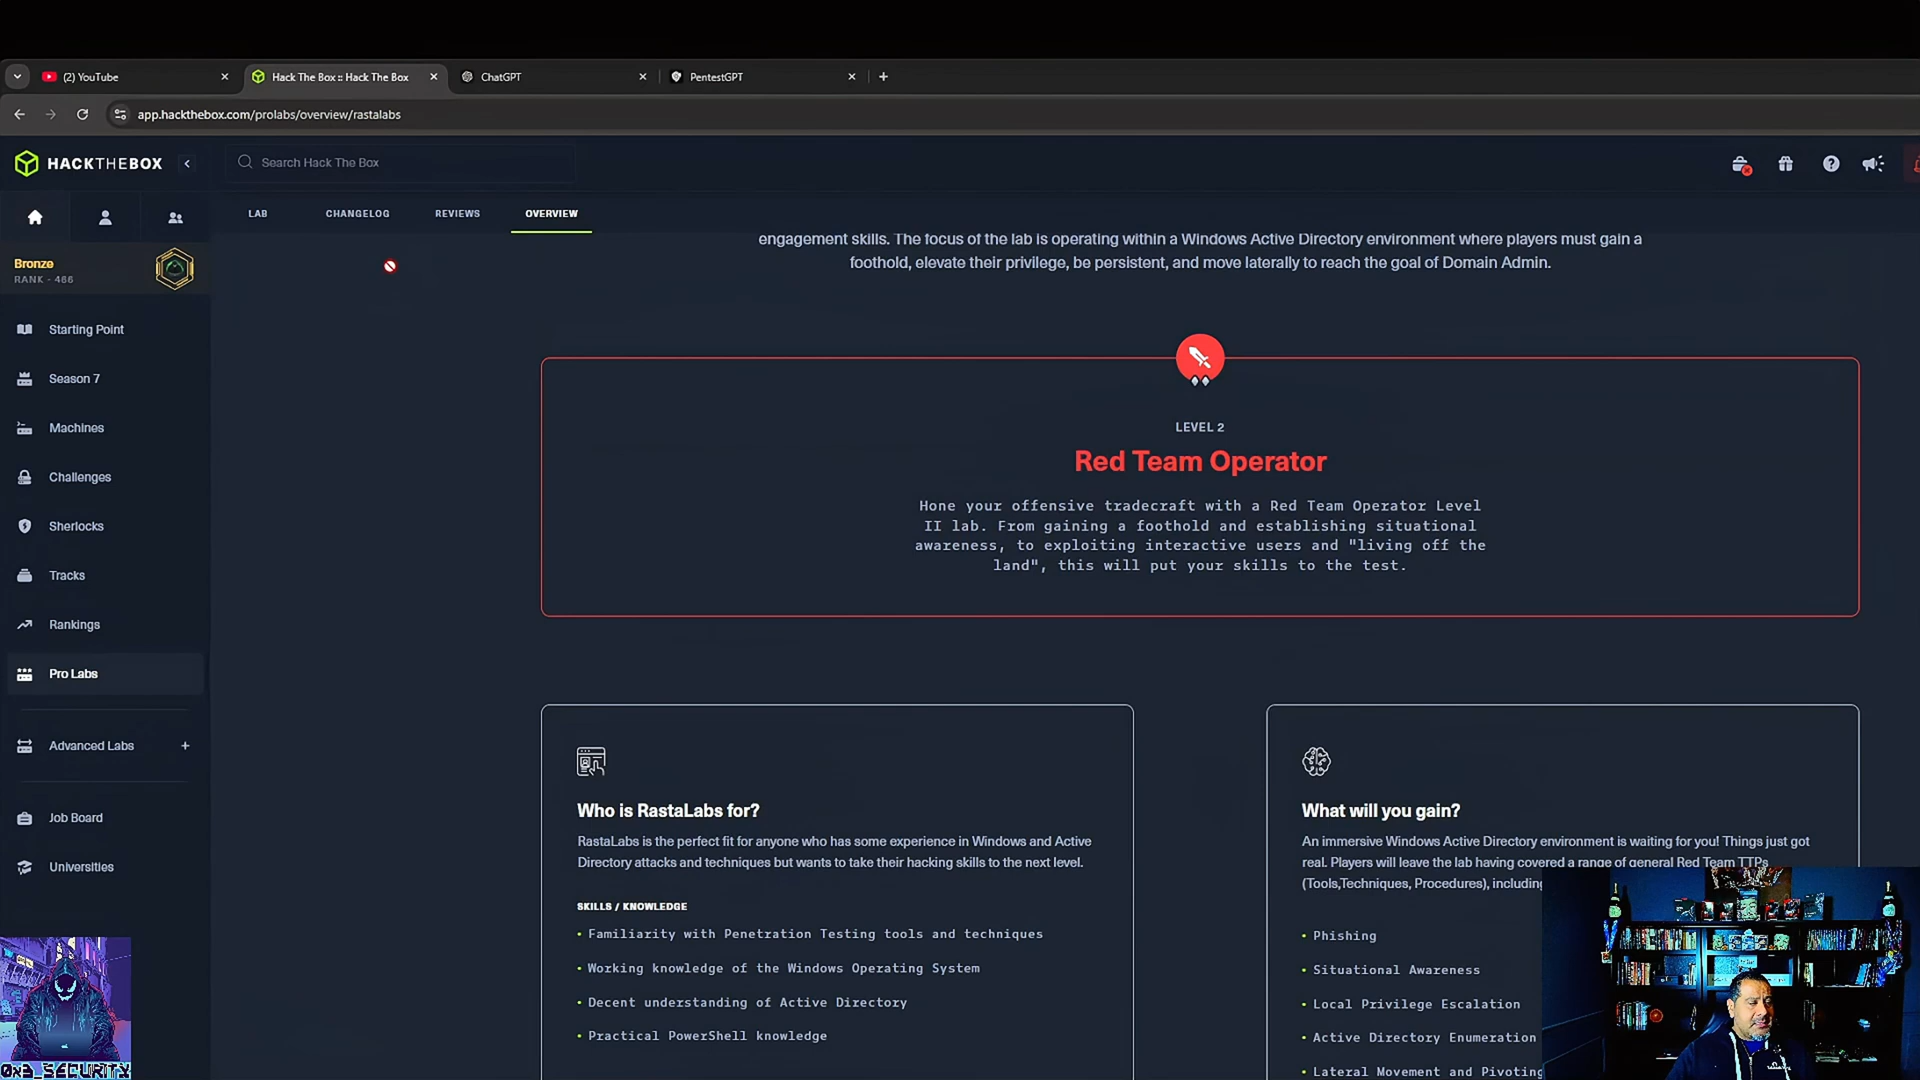 (2) YouTube
Hack The Box :: Hack The Box
ChatGPT
PentestGPT
app.hackthebox.com/prolabs/overview/rastalabs
HACKTHEBOX
Search Hack The Box
LAB
CHANGELOG
REVIEWS
OVERVIEW
Bronze
RANK - 466
Starting Point
Season 7
Machines
Challenges
Sherlocks
Tracks
Rankings
Pro Labs
Advanced Labs
Job Board
Universities
engagement skills. The focus of the lab is operating within a Windows Active Directory environment where players must gain a
foothold, elevate their privilege, be persistent, and move laterally to reach the goal of Domain Admin.
LEVEL 2
Red Team Operator
Hone your offensive tradecraft with a Red Team Operator Level
II lab. From gaining a foothold and establishing situational
awareness, to exploiting interactive users and "living off the
land", this will put your skills to the test.
Who is RastaLabs for?
RastaLabs is the perfect fit for anyone who has some experience in Windows and Active
Directory attacks and techniques but wants to take their hacking skills to the next level.
SKILLS / KNOWLEDGE
• Familiarity with Penetration Testing tools and techniques
• Working knowledge of the Windows Operating System
• Decent understanding of Active Directory
• Practical PowerShell knowledge
What will you gain?
An immersive Windows Active Directory environment is waiting for you! Things just got
real. Players will leave the lab having covered a range of general Red Team TTPs
(Tools,Techniques, Procedures), including
• Phishing
• Situational Awareness
• Local Privilege Escalation
• Active Directory Enumeration
• Lateral Movement and Pivoting
0x3_SECURITY